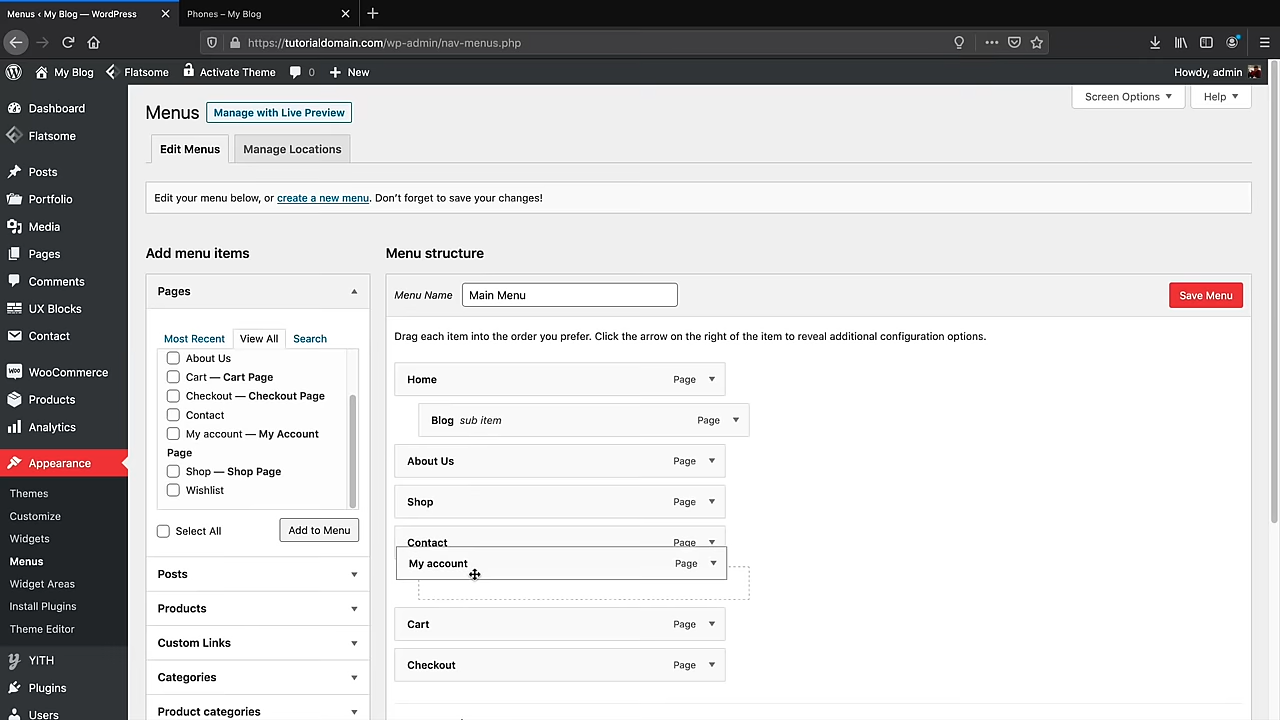 Menus ‹ My Blog — WordPress
Phones – My Blog
https://tutorialdomain.com/wp-admin/nav-menus.php
My Blog
Flatsome
Activate Theme
0
New
Howdy, admin
Dashboard
Flatsome
Posts
Portfolio
Media
Pages
Comments
UX Blocks
Contact
WooCommerce
Products
Analytics
Appearance
Themes
Customize
Widgets
Menus
Widget Areas
Install Plugins
Theme Editor
YITH
Plugins
Users
Screen Options
Help
Menus
Manage with Live Preview
Edit Menus
Manage Locations
Edit your menu below, or create a new menu. Don’t forget to save your changes!
Add menu items
Pages
Most Recent
View All
Search
About Us
Cart — Cart Page
Checkout — Checkout Page
Contact
My account — My Account
Page
Shop — Shop Page
Wishlist
Select All
Add to Menu
Posts
Products
Custom Links
Categories
Product categories
Menu structure
Menu Name
Main Menu
Save Menu
Drag each item into the order you prefer. Click the arrow on the right of the item to reveal additional configuration options.
Home Page
Blog sub item Page
About Us Page
Shop Page
Contact Page
My account Page
Cart Page
Checkout Page